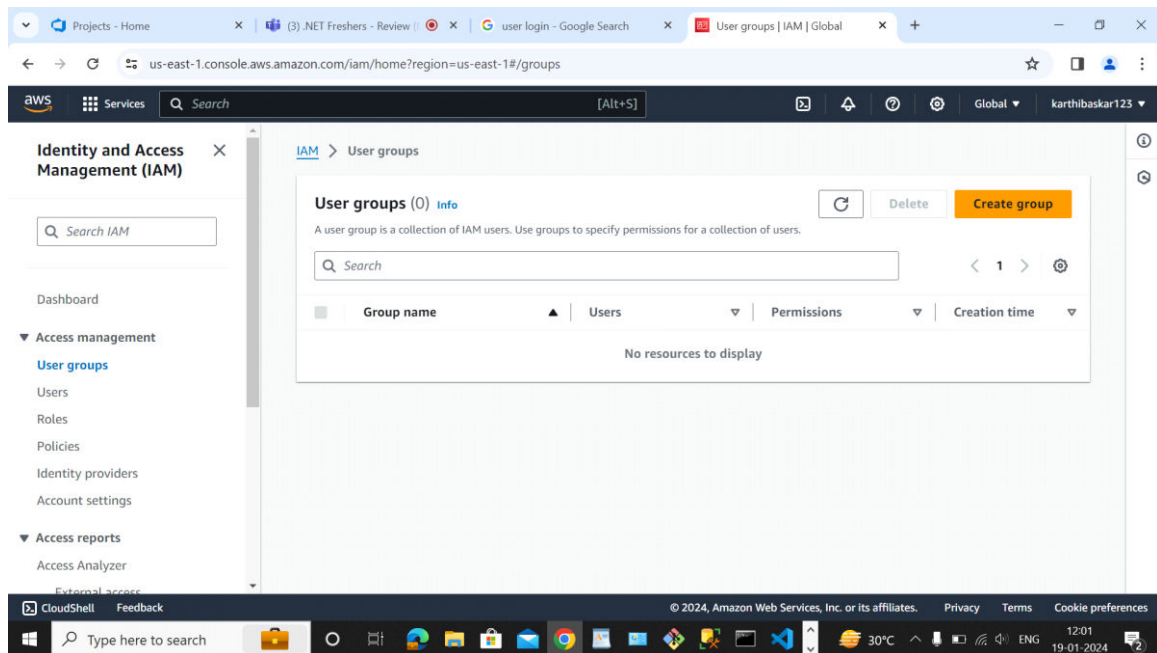 Projects - Home
(3) .NET Freshers - Review (
user login - Google Search
User groups | IAM | Global
us-east-1.console.aws.amazon.com/iam/home?region=us-east-1#/groups
aws
Services
Search
[Alt+S]
Global
karthibaskar123
Identity and Access
Management (IAM)
Search IAM
Dashboard
Access management
User groups
Users
Roles
Policies
Identity providers
Account settings
Access reports
Access Analyzer
External access
IAM > User groups
User groups (0) Info
Delete
Create group
A user group is a collection of IAM users. Use groups to specify permissions for a collection of users.
Search
1
Group name
Users
Permissions
Creation time
No resources to display
CloudShell
Feedback
© 2024, Amazon Web Services, Inc. or its affiliates.
Privacy
Terms
Cookie preferences
Type here to search
30°C
ENG
12:01
19-01-2024
2